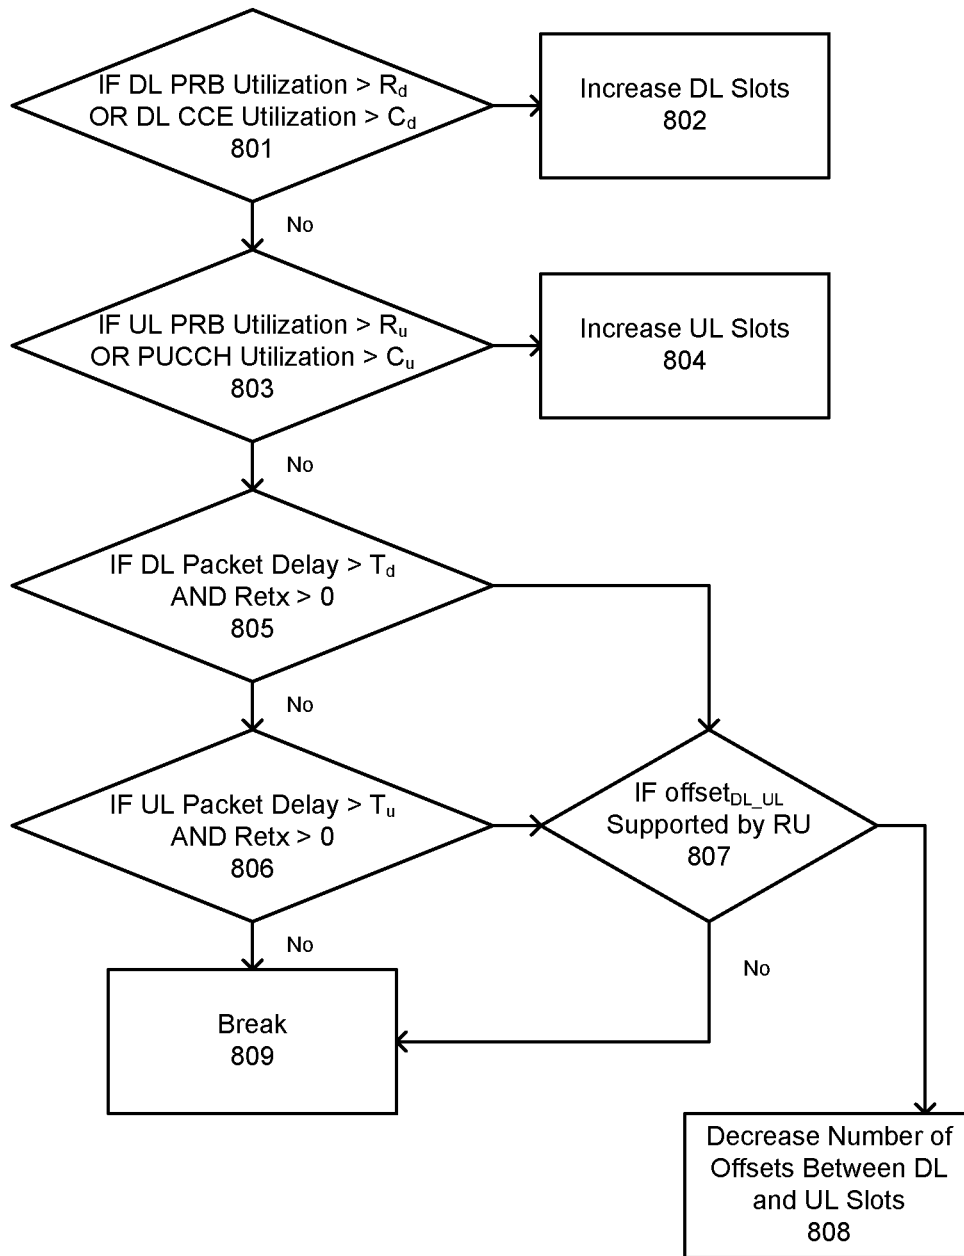 IF DL PRB Utilization > Rd
OR DL CCE Utilization > Cd
801
Increase DL Slots
802
No
IF UL PRB Utilization > Ru
OR PUCCH Utilization > Cu
803
Increase UL Slots
804
No
IF DL Packet Delay > Td
AND Retx > 0
805
No
IF UL Packet Delay > Tu
AND Retx > 0
806
IF offsetDL_UL
Supported by RU
807
No
No
Break
809
Decrease Number of
Offsets Between DL
and UL Slots
808